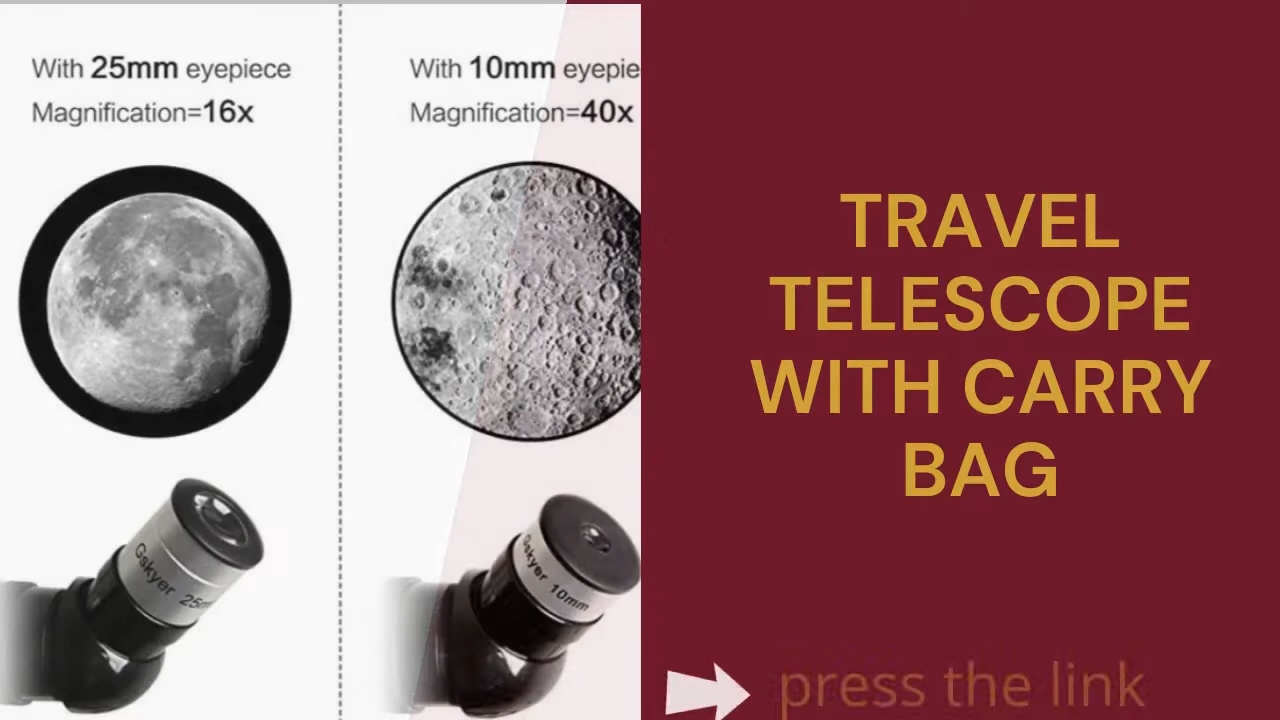 With 25mm eyepiece
Magnification=16x
With 10mm eyepie
Magnification=40x
Gskyer 25m
Gskyer 10mm
TRAVEL
TELESCOPE
WITH CARRY
BAG
press the link